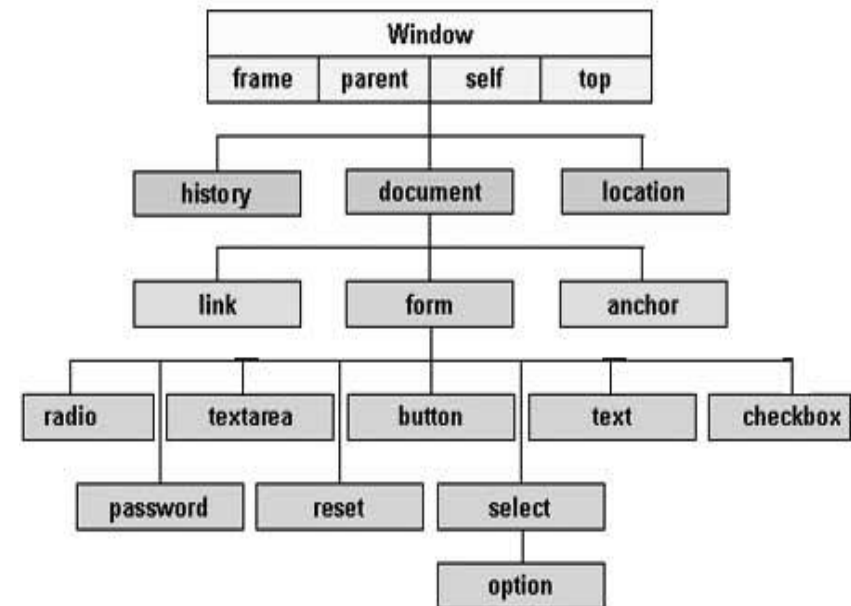 Window
frame parent self top
history document location
link form anchor
radio textarea button text checkbox
password reset select
option